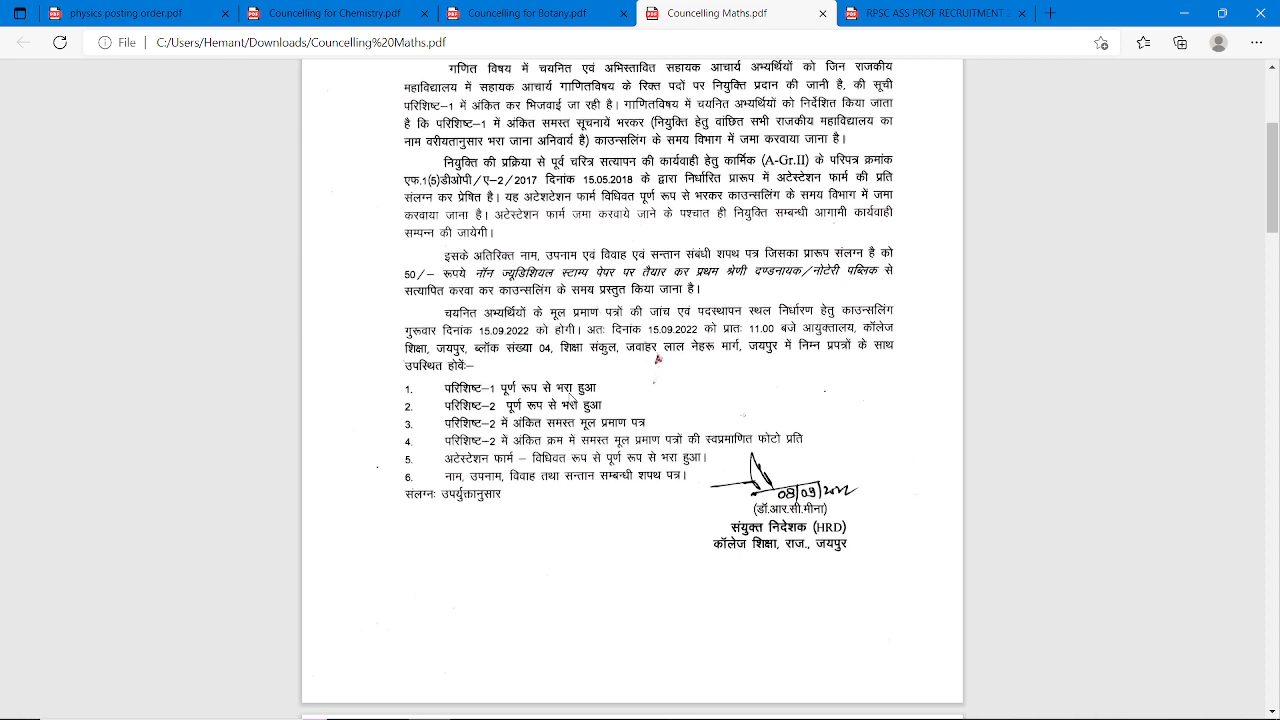 physics posting order.pdf
Councelling for Chemistry.pdf
Councelling for Botany.pdf
Councelling Maths.pdf
RPSC ASS PROF RECRUITMENT
File | C:/Users/Hemant/Downloads/Councelling%20Maths.pdf
गणित विषय में चयनित एवं अभिस्तावित सहायक आचार्य अभ्यर्थियों को जिन राजकीय
महाविद्यालय में सहायक आचार्य गाणितविषय के रिक्त पदों पर नियुक्ति प्रदान की जानी है, की सूची
परिशिष्ट–1 में अंकित कर भिजवाई जा रही है। गाणितविषय में चयनित अभ्यर्थियों को निर्देशित किया जाता
है कि परिशिष्ट–1 में अंकित समस्त सूचनायें भरकर (नियुक्ति हेतु वांछित सभी राजकीय महाविद्यालय का
नाम वरीयतानुसार भरा जाना अनिवार्य है) काउन्सलिंग के समय विभाग में जमा करवाया जाना है।
नियुक्ति की प्रक्रिया से पूर्व चरित्र सत्यापन की कार्यवाही हेतु कार्मिक (A-Gr.II) के परिपत्र क्रमांक
एफ.1(5)डीओपी/ए–2/2017 दिनांक 15.05.2018 के द्वारा निर्धारित प्रारूप में अटेस्टेशन फार्म की प्रति
संलग्न कर प्रेषित है। यह अटेशटेशन फार्म विधिवत पूर्ण रूप से भरकर काउन्सलिंग के समय विभाग में जमा
करवाया जाना है। अटेस्टेशन फार्म जमा करवाये जाने के पश्चात ही नियुक्ति सम्बन्धी आगामी कार्यवाही
सम्पन्न की जायेगी।
इसके अतिरिक्त नाम, उपनाम एवं विवाह एवं सन्तान संबंधी शपथ पत्र जिसका प्रारूप संलग्न है को
50/– रूपये नॉन ज्यूडिशियल स्टाम्प पेपर पर तैयार कर प्रथम श्रेणी दण्डनायक/नोटेरी पब्लिक से
सत्यापित करवा कर काउन्सलिंग के समय प्रस्तुत किया जाना है।
चयनित अभ्यर्थियों के मूल प्रमाण पत्रों की जांच एवं पदस्थापन स्थल निर्धारण हेतु काउन्सलिंग
गुरूवार दिनांक 15.09.2022 को होगी। अतः दिनांक 15.09.2022 को प्रातः 11.00 बजे आयुक्तालय, कॉलेज
शिक्षा, जयपुर, ब्लॉक संख्या 04, शिक्षा संकुल, जवाहर लाल नेहरू मार्ग, जयपुर में निम्न प्रपत्रों के साथ
उपस्थित होवेंः–
1. परिशिष्ट–1 पूर्ण रूप से भरा हुआ
2. परिशिष्ट–2 पूर्ण रूप से भरा हुआ
3. परिशिष्ट–2 में अंकित समस्त मूल प्रमाण पत्र
4. परिशिष्ट–2 में अंकित क्रम में समस्त मूल प्रमाण पत्रों की स्वप्रमाणित फोटो प्रति
5. अटेस्टेशन फार्म – विधिवत रूप से पूर्ण रूप से भरा हुआ।
6. नाम, उपनाम, विवाह तथा सन्तान सम्बन्धी शपथ पत्र।
संलग्नः उपर्युक्तानुसार
08/09/2022
(डॉ.आर.सी.मीना)
संयुक्त निदेशक (HRD)
कॉलेज शिक्षा, राज., जयपुर